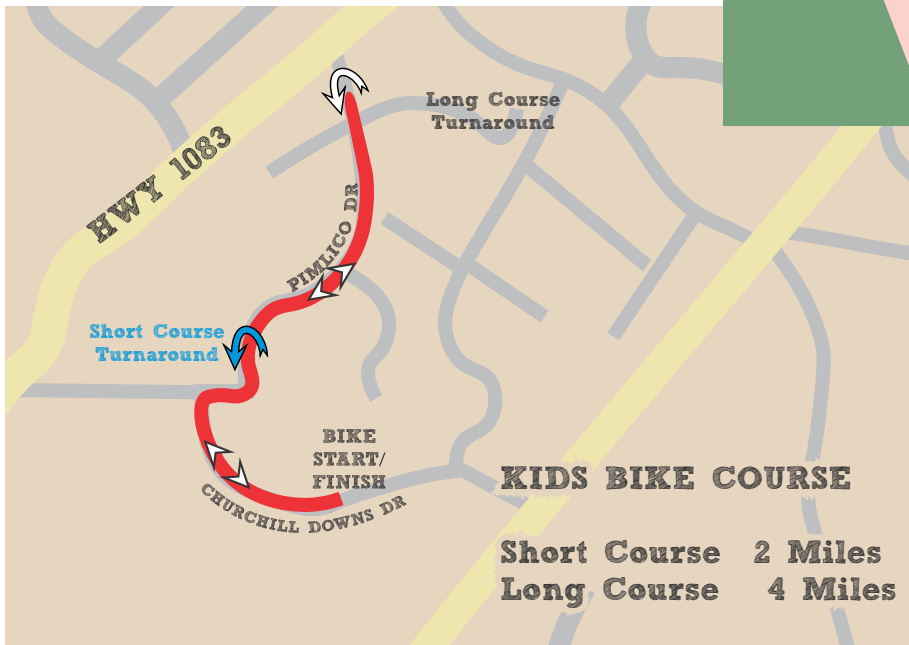 HWY 1083
Long Course
Turnaround
PIMLICO DR
Short Course
Turnaround
BIKE
START/
FINISH
CHURCHILL DOWNS DR
KIDS BIKE COURSE
Short Course 2 Miles
Long Course 4 Miles